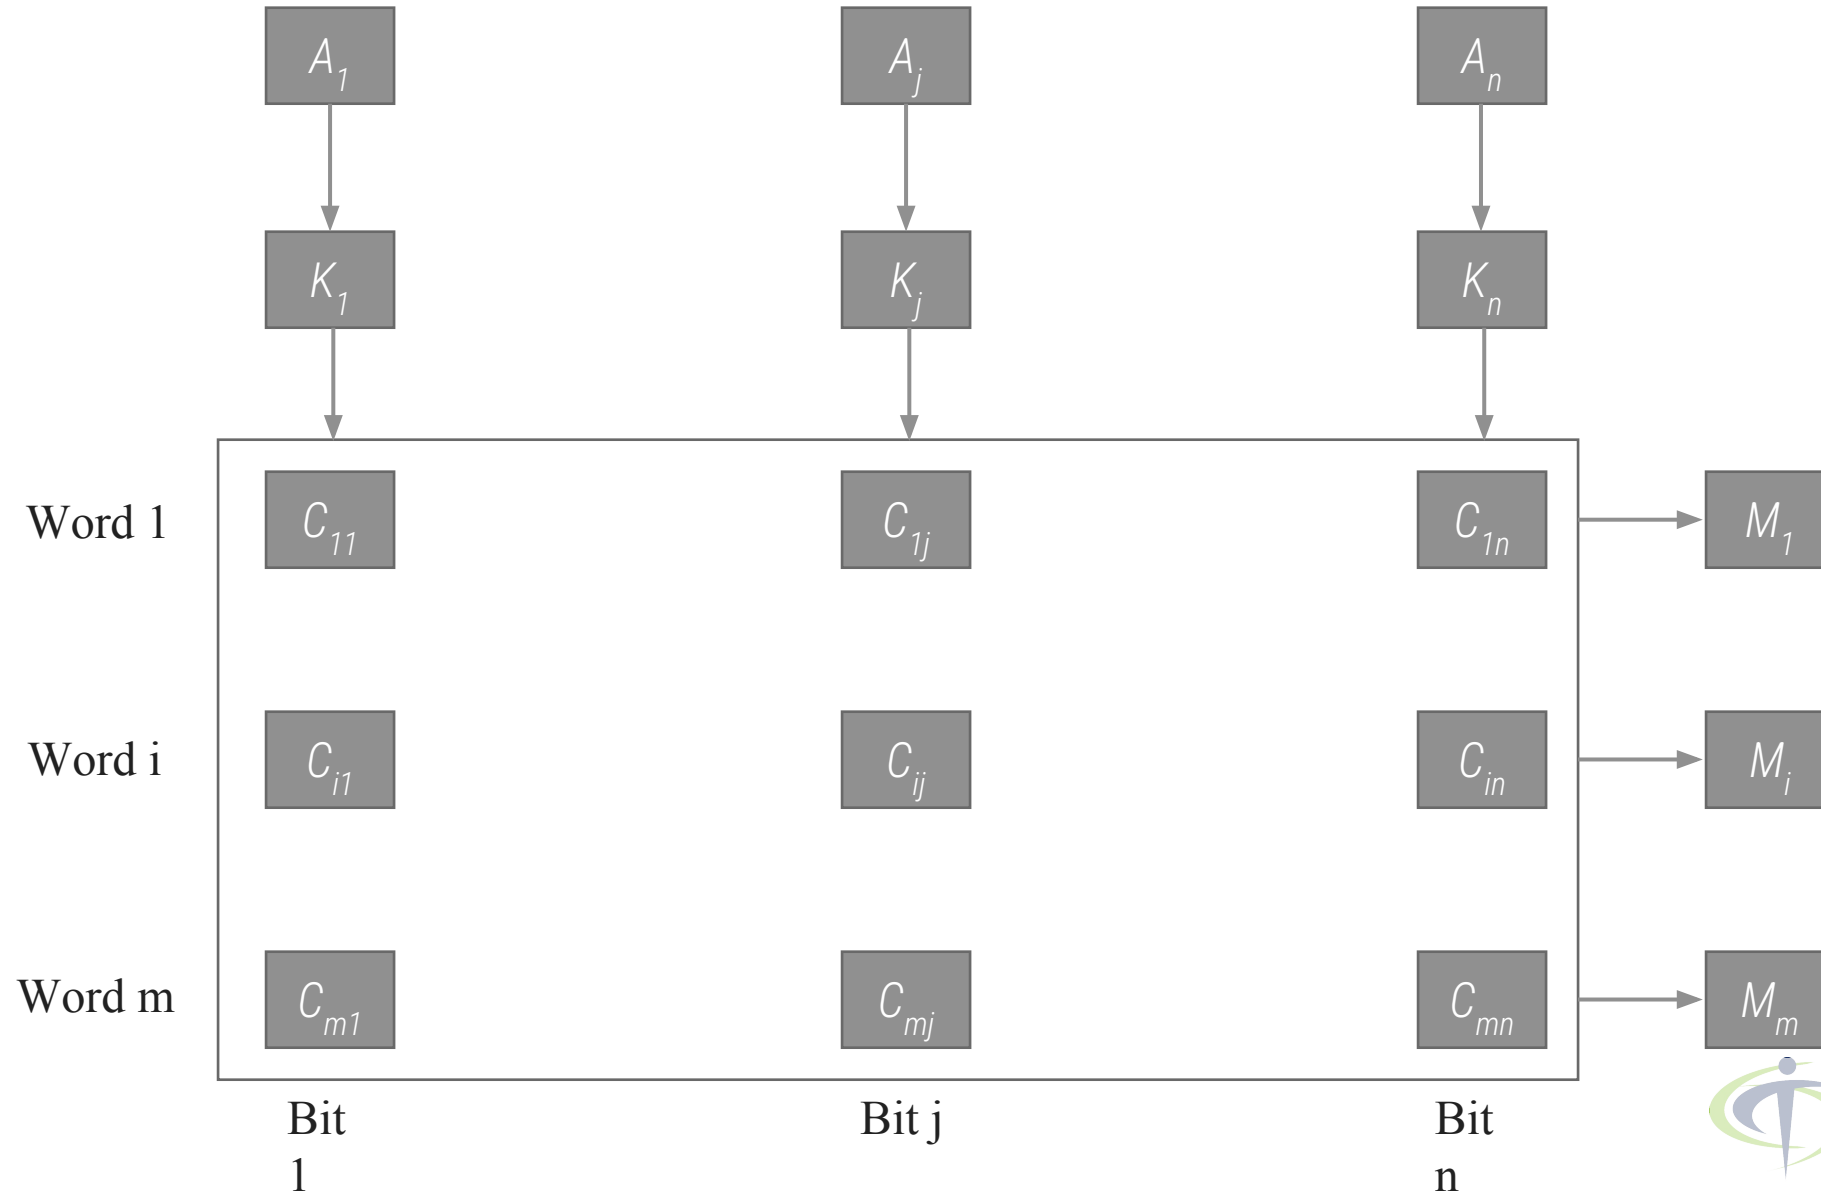 A1 Aj An
K1 Kj Kn
Word 1 C11 C1j C1n M1
Word i Ci1 Cij Cin Mi
Word m Cm1 Cmj Cmn Mm
Bit Bit j Bit
1 n